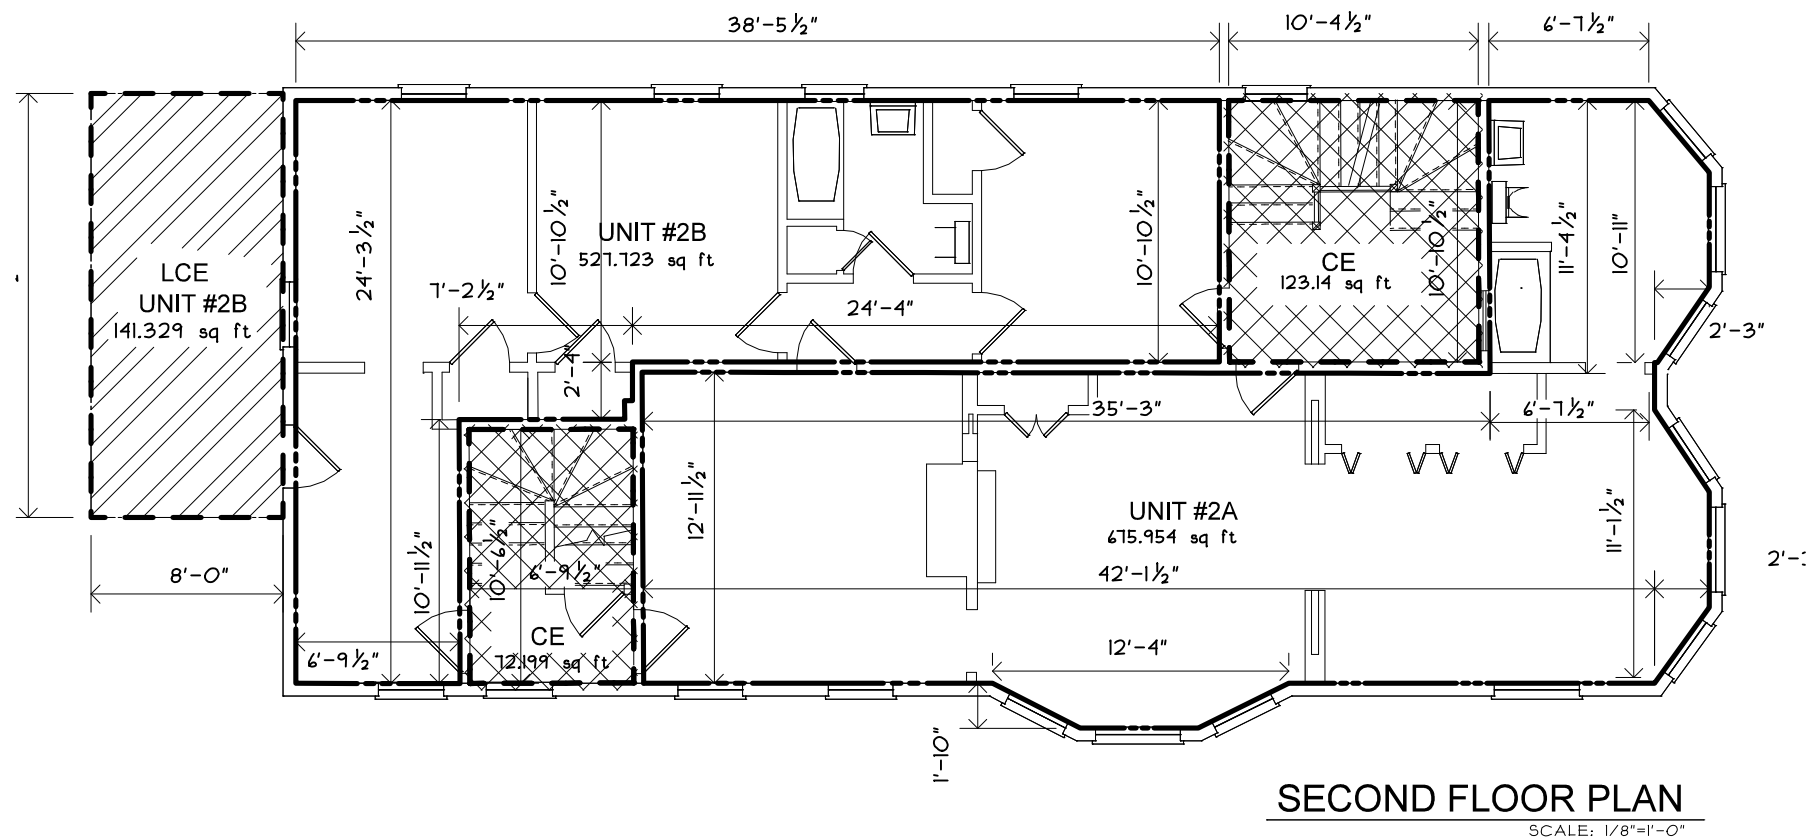 38'-5½"
10'-4½"
6'-7½"
24'-3½"
10'-10½"
UNIT #2B
527.723 sq ft
10'-10½"
CE
123.14 sq ft
10'-10½"
11'-4½"
10'-11"
LCE
UNIT #2B
141.329 sq ft
7'-2½"
24'-4"
2'-3"
2'-4"
35'-3"
6'-7½"
12'-11½"
UNIT #2A
675.954 sq ft
11'-1½"
8'-0"
10'-11½"
10'-6½"
6'-9½"
42'-1½"
CE
72.199 sq ft
6'-9½"
12'-4"
1'-10"
SECOND FLOOR PLAN
SCALE: 1/8"=1'-0"